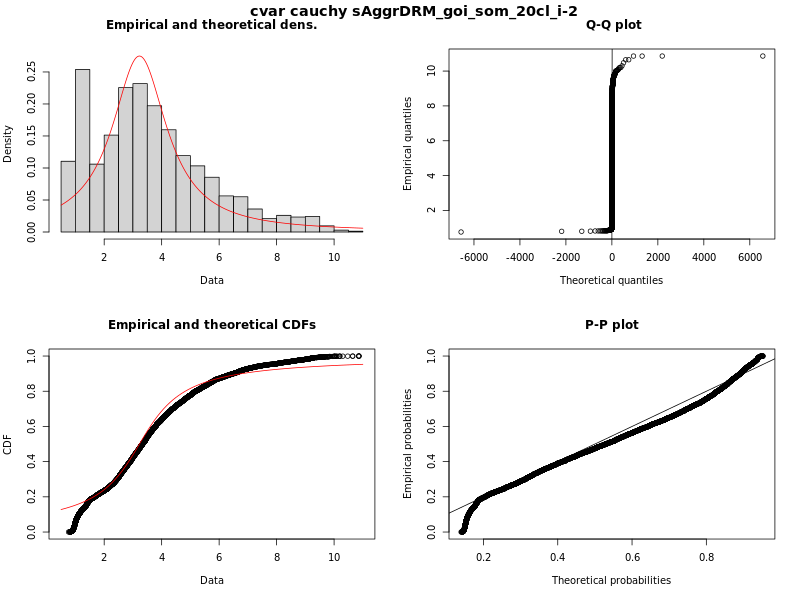 cvar cauchy sAggrDRM_goi_som_20cl_i-2
Empirical and theoretical dens.
Density
0.00 0.05 0.10 0.15 0.20 0.25
2 4 6 8 10
Data
Q-Q plot
Empirical quantiles
2 4 6 8 10
-6000 -4000 -2000 0 2000 4000 6000
Theoretical quantiles
Empirical and theoretical CDFs
CDF
0.0 0.2 0.4 0.6 0.8 1.0
2 4 6 8 10
Data
P-P plot
Empirical probabilities
0.0 0.2 0.4 0.6 0.8 1.0
0.2 0.4 0.6 0.8
Theoretical probabilities